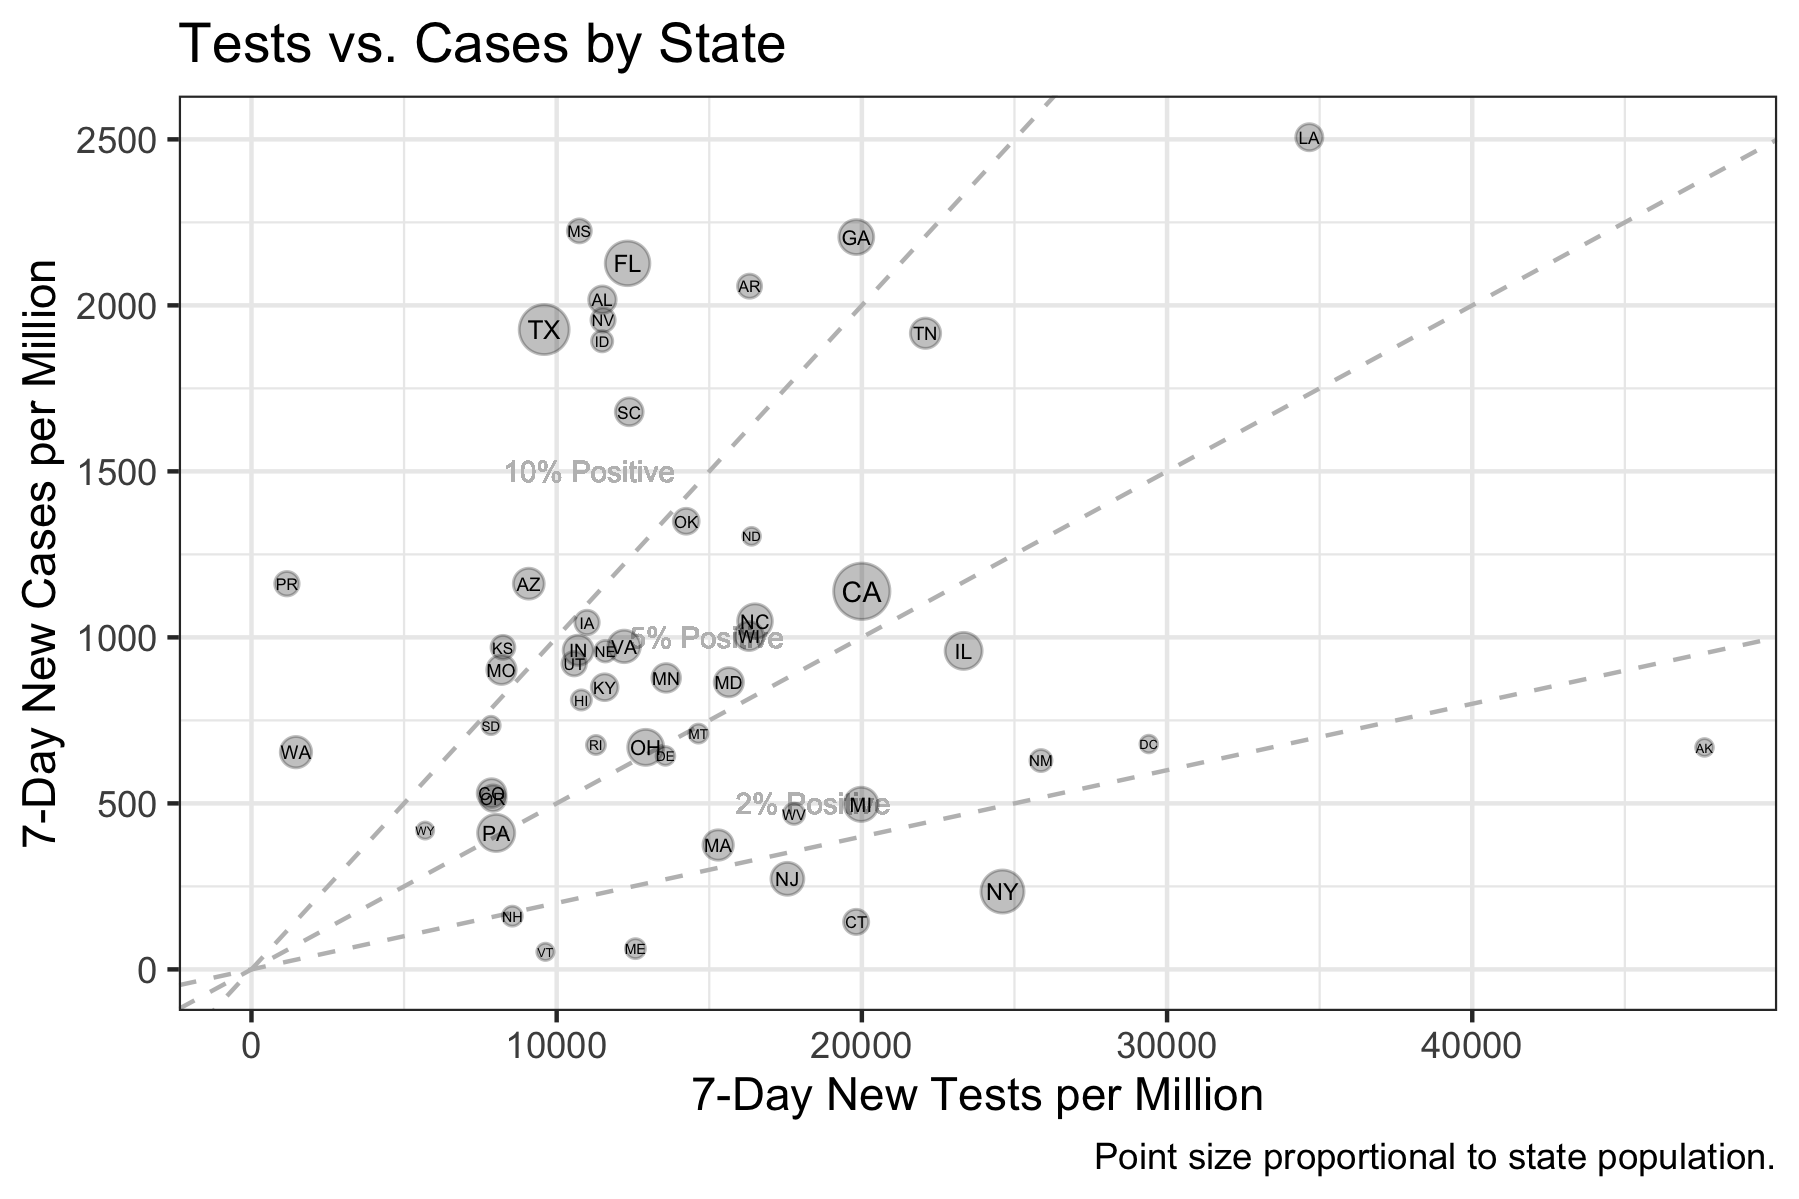 Tests vs. Cases by State
7-Day New Cases per Million
2500
2000
1500
1000
500
0
LA
MS
GA
FL
AR
AL
NV
TX
TN
ID
SC
10% Positive
OK
ND
PR
AZ
CA
NC
IA
WI
5% Positive
KS
IN
NE
VA
IL
UT
MO
MN
MD
KY
HI
SD
MT
RI
OH
DE
DC
AK
WA
NM
CO
OR
2% Positive
MI
WV
WY
PA
MA
NJ
NY
NH
CT
VT
ME
0 10000 20000 30000 40000
7-Day New Tests per Million
Point size proportional to state population.